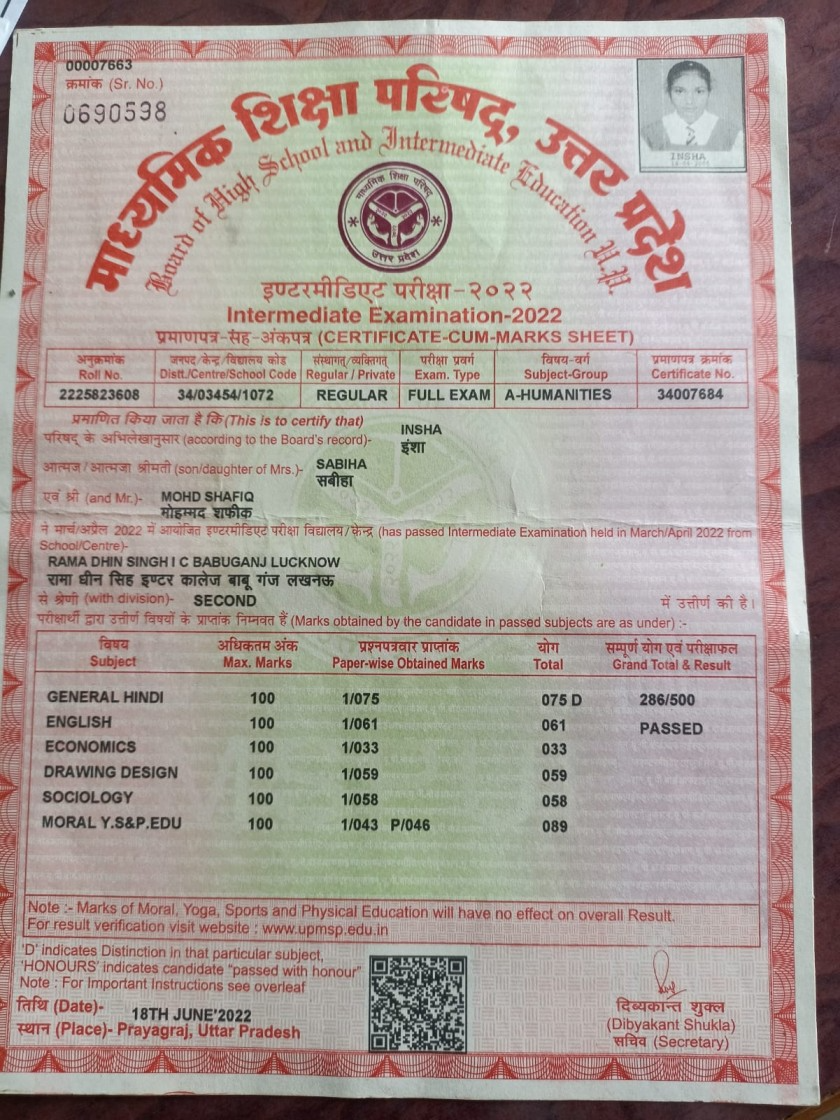 00007663
क्रमांक (Sr. No.)
0690598
माध्यमिक शिक्षा परिषद्, उत्तर प्रदेश
Board of High School and Intermediate Education U.P.
माध्यमिक शिक्षा परिषद्
उत्तर प्रदेश
INSHA
इण्टरमीडिएट परीक्षा-२०२२
Intermediate Examination-2022
प्रमाणपत्र-सह-अंकपत्र (CERTIFICATE-CUM-MARKS SHEET)
अनुक्रमांक जनपद/केन्द्र/विद्यालय कोड संस्थागत/व्यक्तिगत परीक्षा प्रवर्ग विषय-वर्ग प्रमाणपत्र क्रमांक
Roll No. Distt./Centre/School Code Regular / Private Exam. Type Subject-Group Certificate No.
2225823608 34/03454/1072 REGULAR FULL EXAM A-HUMANITIES 34007684
प्रमाणित किया जाता है कि (This is to certify that)
INSHA
परिषद् के अभिलेखानुसार (according to the Board's record)-
इंशा
SABIHA
आत्मज/आत्मजा श्रीमती (son/daughter of Mrs.)-
सबीहा
एवं श्री (and Mr.)- MOHD SHAFIQ
मोहम्मद शफीक
ने मार्च/अप्रैल 2022 में आयोजित इण्टरमीडिएट परीक्षा विद्यालय/केन्द्र (has passed Intermediate Examination held in March/April 2022 from
School/Centre)-
RAMA DHIN SINGH I C BABUGANJ LUCKNOW
रामा धीन सिंह इण्टर कालेज बाबू गंज लखनऊ
से श्रेणी (with division)- SECOND में उत्तीर्ण की है।
परीक्षार्थी द्वारा उत्तीर्ण विषयों के प्राप्तांक निम्नवत हैं (Marks obtained by the candidate in passed subjects are as under) :-
विषय अधिकतम अंक प्रश्नपत्रवार प्राप्तांक योग सम्पूर्ण योग एवं परीक्षाफल
Subject Max. Marks Paper-wise Obtained Marks Total Grand Total & Result
GENERAL HINDI 100 1/075 075 D 286/500
ENGLISH 100 1/061 061 PASSED
ECONOMICS 100 1/033 033
DRAWING DESIGN 100 1/059 059
SOCIOLOGY 100 1/058 058
MORAL Y.S&P.EDU 100 1/043 P/046 089
Note :- Marks of Moral, Yoga, Sports and Physical Education will have no effect on overall Result.
For result verification visit website : www.upmsp.edu.in
'D' indicates Distinction in that particular subject,
'HONOURS' indicates candidate "passed with honour"
Note : For Important Instructions see overleaf
तिथि (Date)- 18TH JUNE'2022
स्थान (Place)- Prayagraj, Uttar Pradesh
दिव्यकान्त शुक्ल
(Dibyakant Shukla)
सचिव (Secretary)